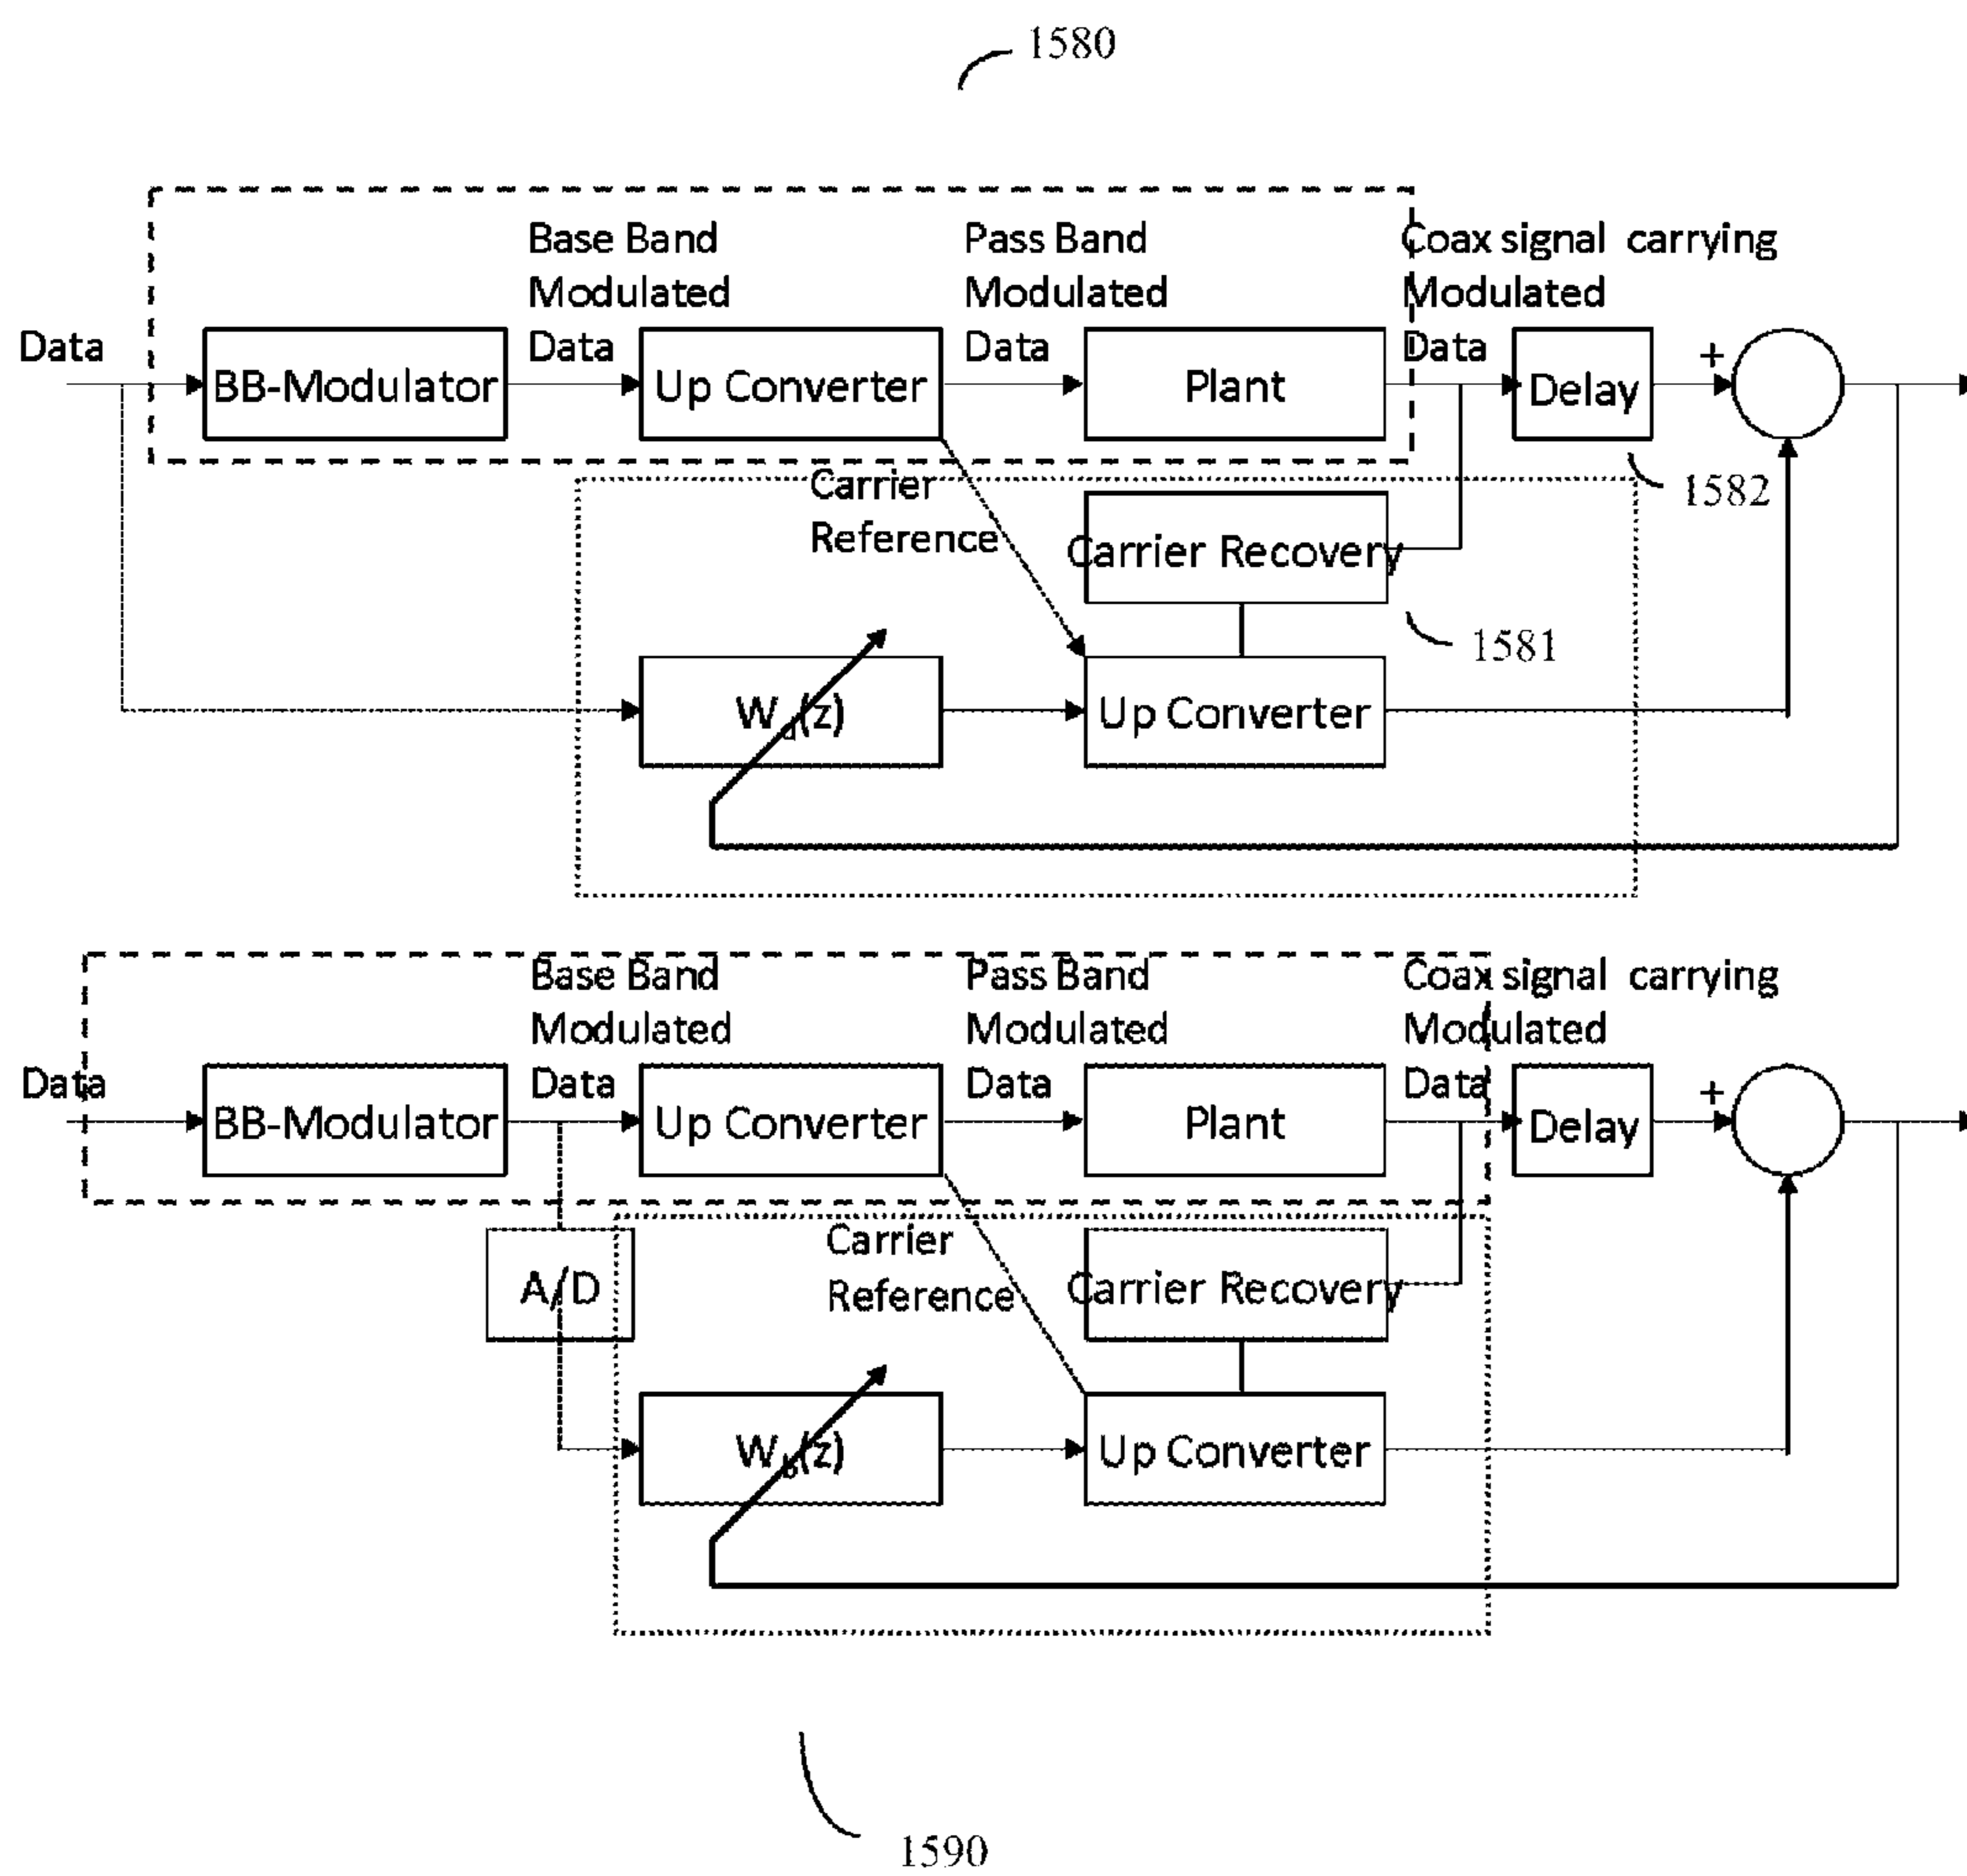 1580
Base Band
Modulated
Data
Pass Band
Modulated
Data
Coax signal carrying
Modulated
Data
Data
BB-Modulator
Up Converter
Plant
Delay
+
1582
Carrier
Reference
Carrier Recovery
1581
Wd(z)
Up Converter
Base Band
Modulated
Data
Pass Band
Modulated
Data
Coax signal carrying
Modulated
Data
Data
BB-Modulator
Up Converter
Plant
Delay
+
Carrier
Reference
Carrier Recovery
A/D
Wb(z)
Up Converter
1590